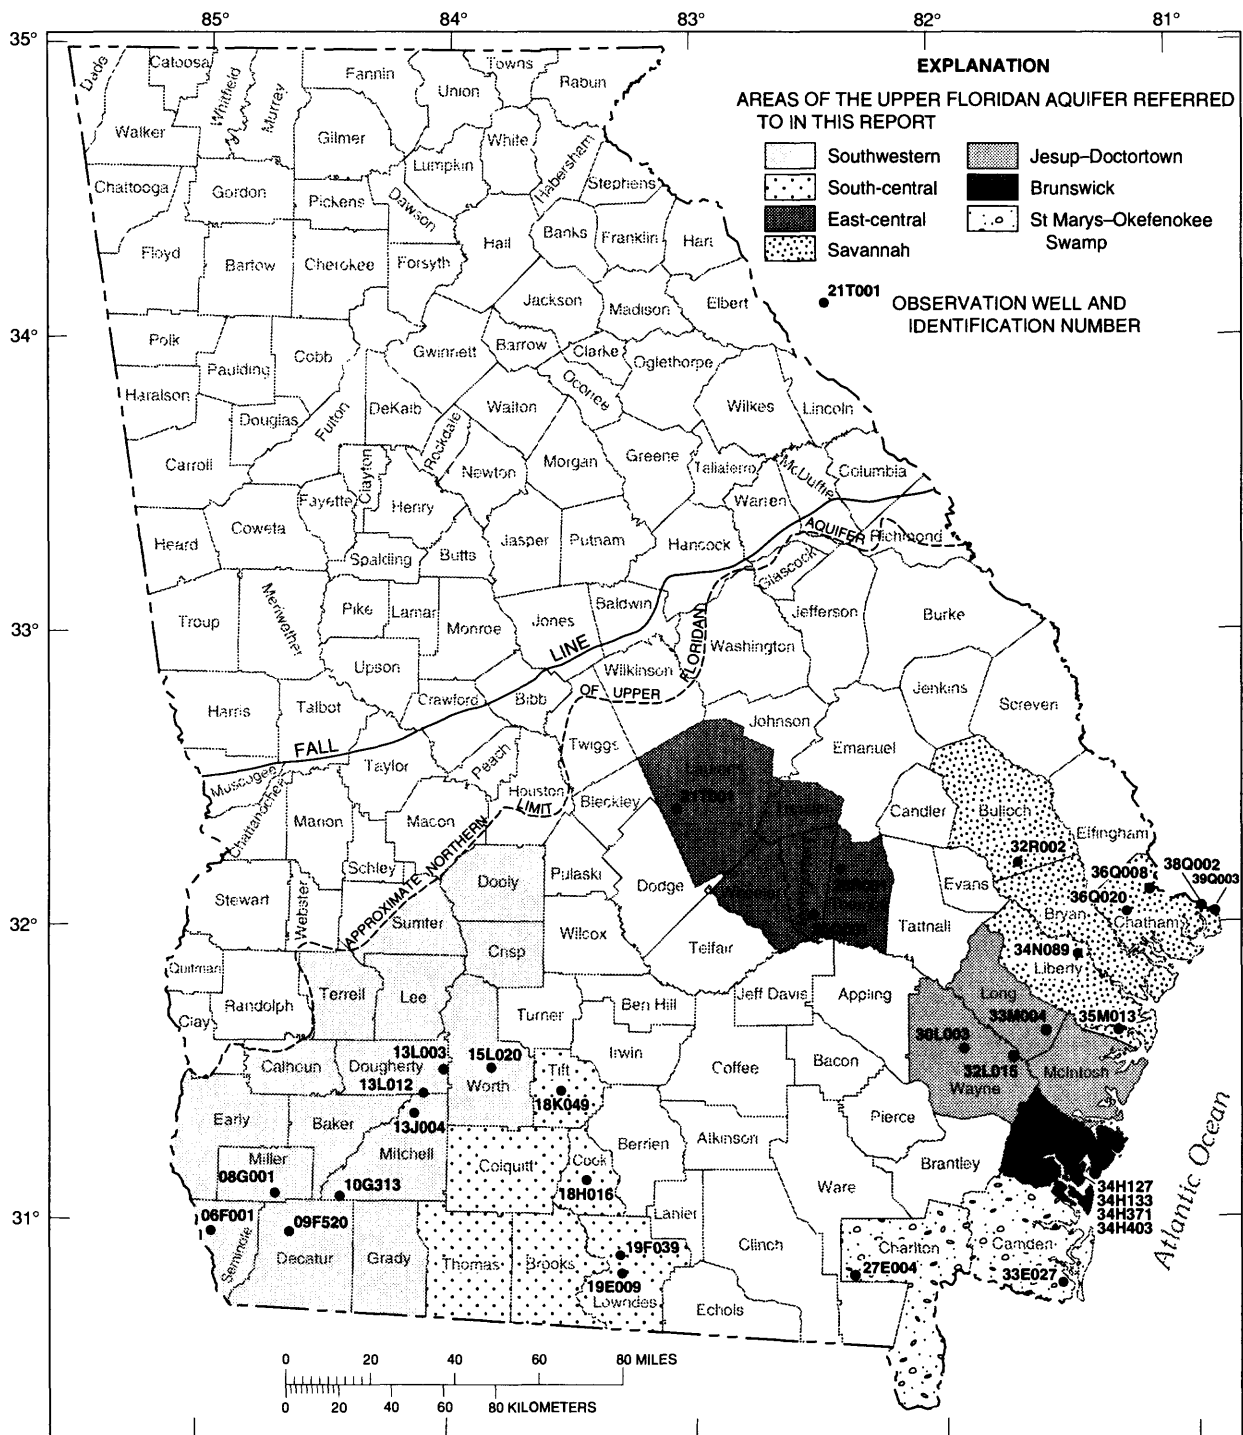 85° 84° 83° 82° 81°
35°
34°
33°
32°
31°
EXPLANATION
AREAS OF THE UPPER FLORIDAN AQUIFER REFERRED
TO IN THIS REPORT
Southwestern
South-central
East-central
Savannah
Jesup–Doctortown
Brunswick
St Marys–Okefenokee
Swamp
21T001
OBSERVATION WELL AND
IDENTIFICATION NUMBER
Dade
Catoosa
Whitfield
Murray
Fannin
Union
Towns
Rabun
Walker
Gilmer
Lumpkin
White
Habersham
Stephens
Chattooga
Gordon
Pickens
Dawson
Floyd
Bartow
Cherokee
Forsyth
Hall
Banks
Franklin
Hart
Jackson
Madison
Elbert
Polk
Paulding
Cobb
Gwinnett
Barrow
Clarke
Oconee
Oglethorpe
Haralson
Douglas
Fulton
DeKalb
Rockdale
Walton
Wilkes
Lincoln
Carroll
Clayton
Newton
Morgan
Greene
Taliaferro
McDuffie
Columbia
Warren
Fayette
Henry
Heard
Coweta
Spalding
Butts
Jasper
Putnam
Hancock
Glascock
AQUIFER
Richmond
Troup
Meriwether
Pike
Lamar
Monroe
Jones
Baldwin
Jefferson
Burke
Upson
LINE
Wilkinson
FLORIDAN
Washington
Harris
Talbot
Crawford
Bibb
OF UPPER
Jenkins
Screven
FALL
Twiggs
Johnson
Emanuel
Muscogee
Chattahoochee
Taylor
Peach
Houston
LIMIT
Bleckley
Laurens
21T001
Treutlen
Candler
Bulloch
Effingham
Marion
Macon
NORTHERN
Schley
APPROXIMATE
Dooly
Pulaski
Dodge
Wheeler
Toombs
Evans
32R002
36Q008
38Q002
39Q003
36Q020
Stewart
Webster
Sumter
Crisp
Wilcox
Telfair
Tattnall
Bryan
Chatham
34N089
Liberty
Quitman
Randolph
Terrell
Lee
Turner
Ben Hill
Jeff Davis
Appling
Long
33M004
35M013
Clay
Calhoun
Dougherty
13L003
13L012
15L020
Worth
Tift
18K049
Irwin
Coffee
Bacon
30L003
32L015
Wayne
McIntosh
Early
Baker
13J004
Mitchell
Berrien
Atkinson
Pierce
Miller
08G001
10G313
Colquitt
Cook
18H016
Ware
Brantley
34H127
34H133
34H371
34H403
06F001
09F520
Seminole
Decatur
Grady
Thomas
Brooks
19F039
19E009
Lowndes
Lanier
Clinch
Echols
Charlton
27E004
Camden
33E027
Atlantic Ocean
0 20 40 60 80 MILES
0 20 40 60 80 KILOMETERS